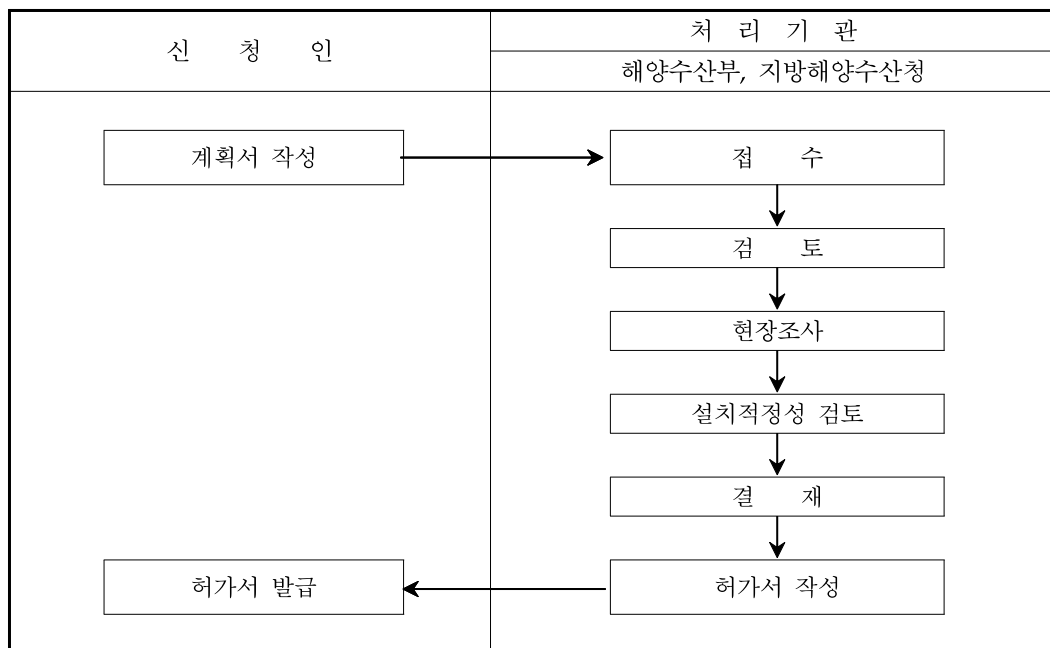 신 청 인
처 리 기 관
해양수산부, 지방해양수산청
계획서 작성
접 수
검 토
현장조사
설치적정성 검토
결 재
허가서 발급
허가서 작성